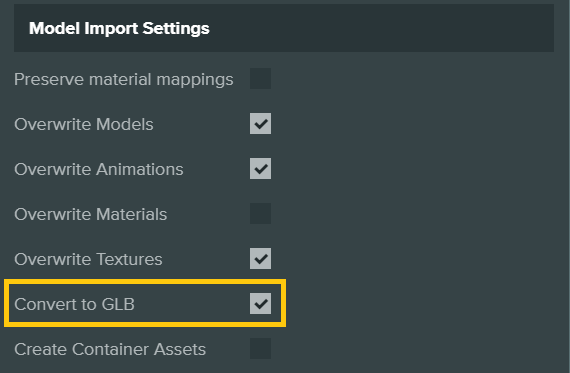 Model Import Settings
Preserve material mappings
Overwrite Models
Overwrite Animations
Overwrite Materials
Overwrite Textures
Convert to GLB
Create Container Assets